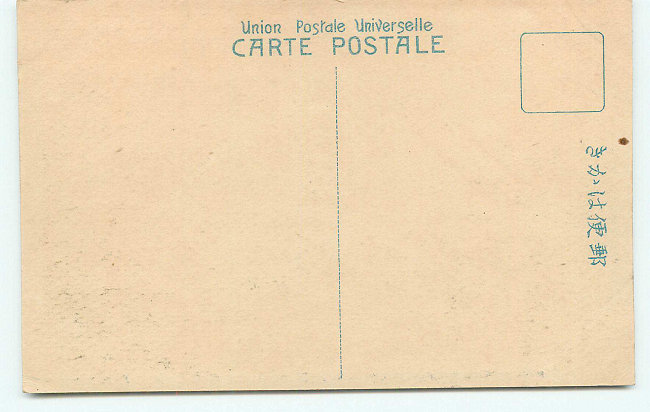 Union Postale Universelle
CARTE POSTALE
きかは便郵